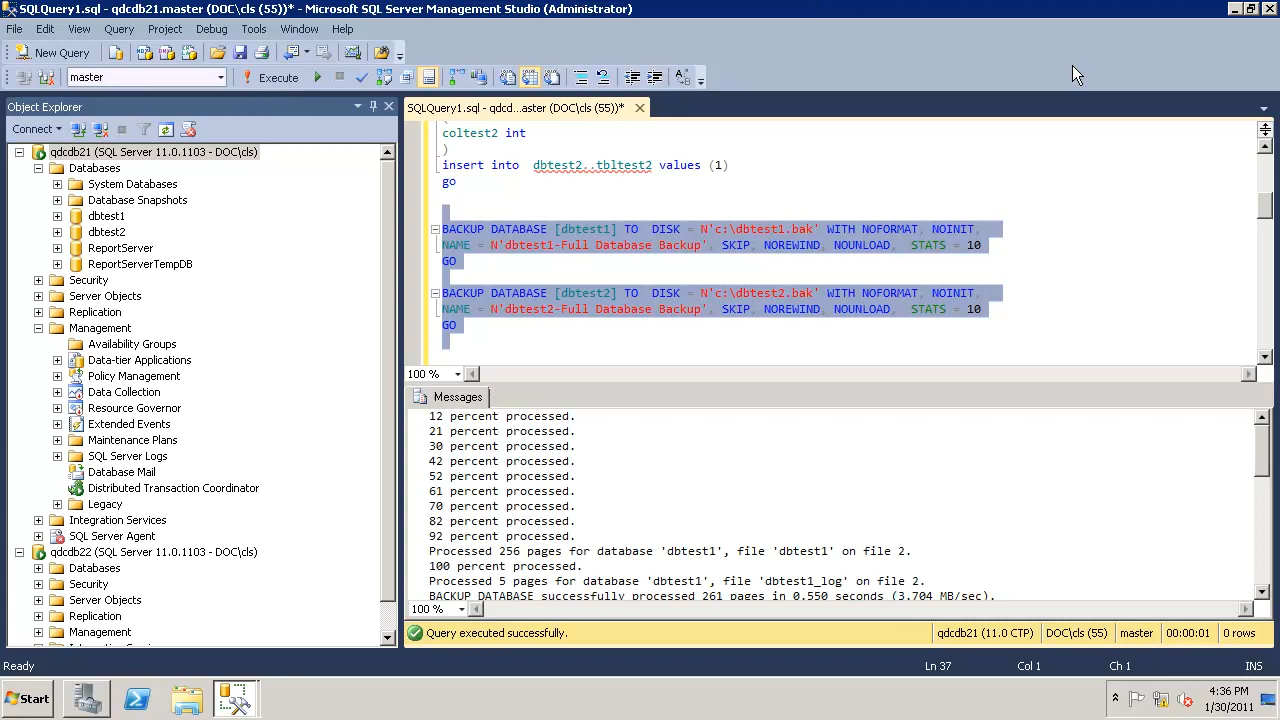 SQLQuery1.sql - qdcdb21.master (DOC\cls (55))* - Microsoft SQL Server Management Studio (Administrator)
File Edit View Query Project Debug Tools Window Help
New Query
master
Execute
Object Explorer
Connect
qdcdb21 (SQL Server 11.0.1103 - DOC\cls)
Databases
System Databases
Database Snapshots
dbtest1
dbtest2
ReportServer
ReportServerTempDB
Security
Server Objects
Replication
Management
Availability Groups
Data-tier Applications
Policy Management
Data Collection
Resource Governor
Extended Events
Maintenance Plans
SQL Server Logs
Database Mail
Distributed Transaction Coordinator
Legacy
Integration Services
SQL Server Agent
qdcdb22 (SQL Server 11.0.1103 - DOC\cls)
Databases
Security
Server Objects
Replication
Management
SQLQuery1.sql - qdcd...aster (DOC\cls (55))*
coltest2 int
)
insert into dbtest2..tbltest2 values (1)
go
BACKUP DATABASE [dbtest1] TO DISK = N'c:\dbtest1.bak' WITH NOFORMAT, NOINIT,
NAME = N'dbtest1-Full Database Backup', SKIP, NOREWIND, NOUNLOAD, STATS = 10
GO
BACKUP DATABASE [dbtest2] TO DISK = N'c:\dbtest2.bak' WITH NOFORMAT, NOINIT,
NAME = N'dbtest2-Full Database Backup', SKIP, NOREWIND, NOUNLOAD, STATS = 10
GO
100 %
Messages
12 percent processed.
21 percent processed.
30 percent processed.
42 percent processed.
52 percent processed.
61 percent processed.
70 percent processed.
82 percent processed.
92 percent processed.
Processed 256 pages for database 'dbtest1', file 'dbtest1' on file 2.
100 percent processed.
Processed 5 pages for database 'dbtest1', file 'dbtest1_log' on file 2.
BACKUP DATABASE successfully processed 261 pages in 0.550 seconds (3.704 MB/sec).
100 %
Query executed successfully. qdcdb21 (11.0 CTP) DOC\cls (55) master 00:00:01 0 rows
Ready Ln 37 Col 1 Ch 1 INS
Start
4:36 PM
1/30/2011